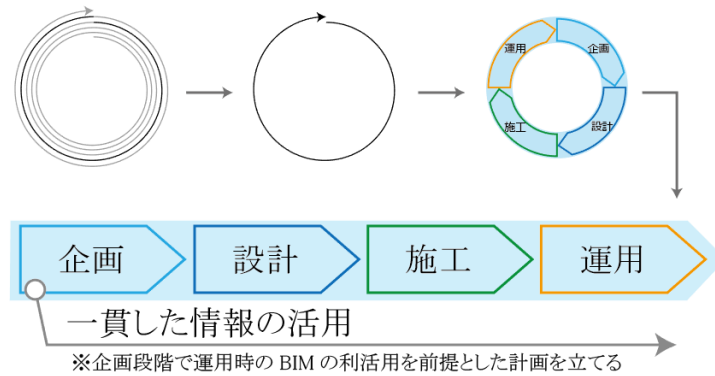 運用
企画
施工
設計
企画
設計
施工
運用
一貫した情報の活用
※企画段階で運用時の BIM の利活用を前提とした計画を立てる